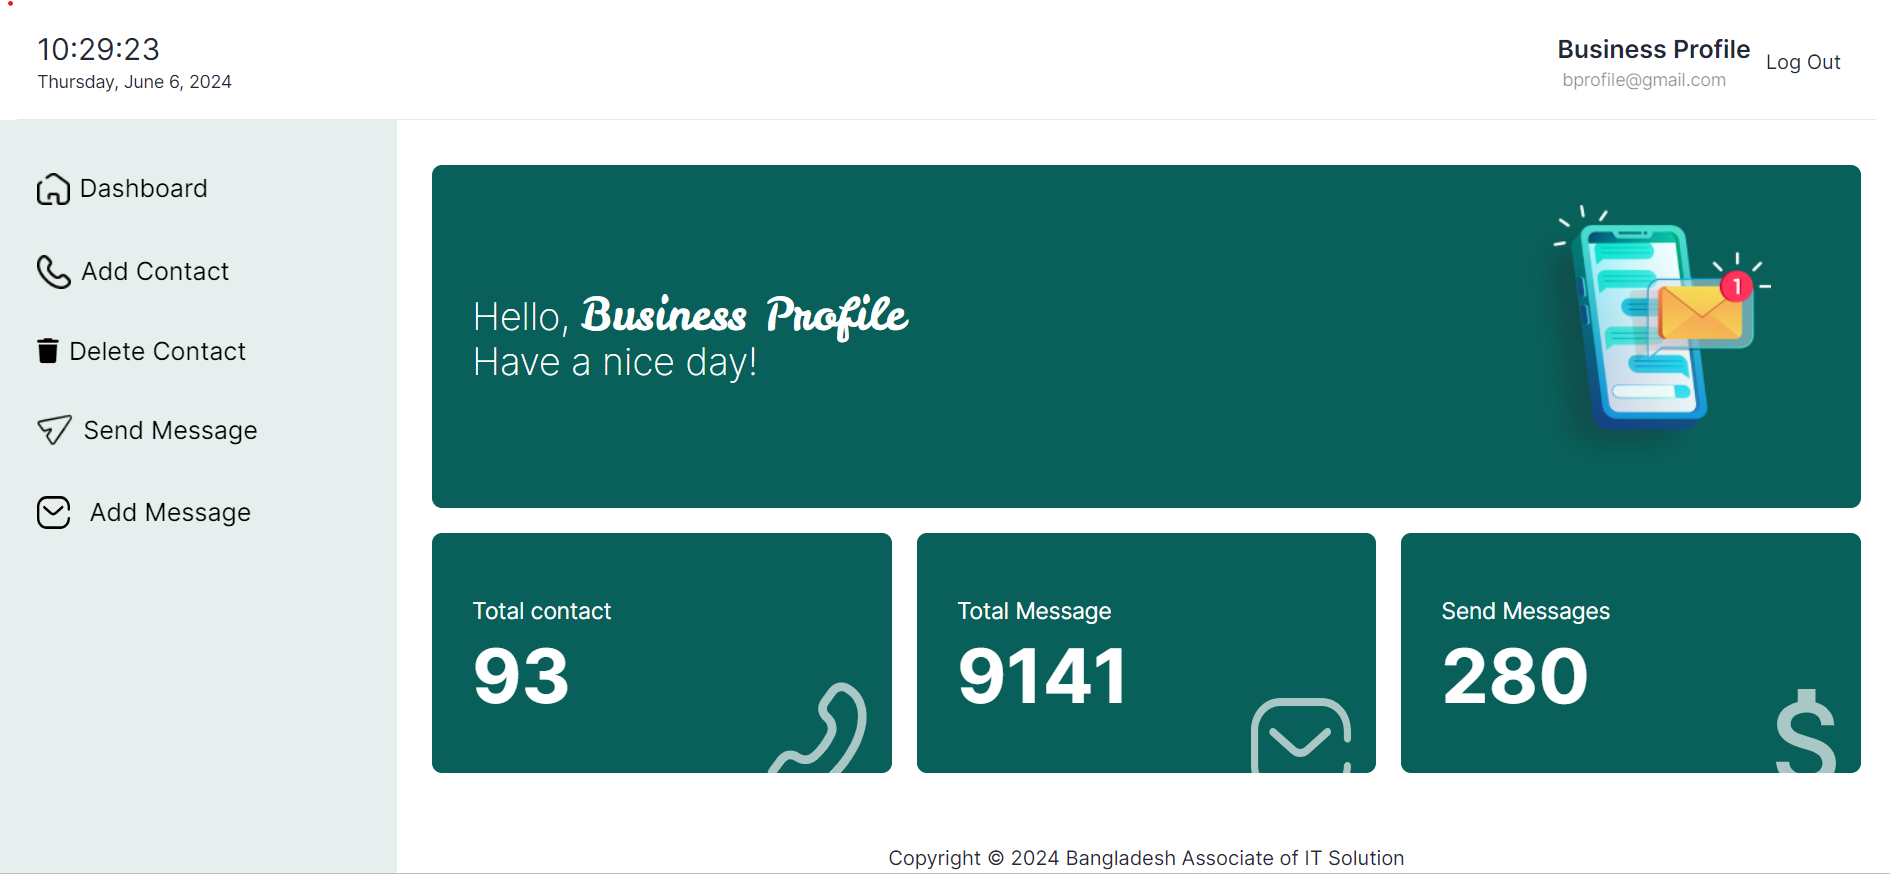 10:29:23
Thursday, June 6, 2024
Business Profile
bprofile@gmail.com
Log Out
Dashboard
Add Contact
Delete Contact
Send Message
Add Message
Hello, Business Profile
Have a nice day!
1
Total contact
93
Total Message
9141
Send Messages
280
$
Copyright © 2024 Bangladesh Associate of IT Solution